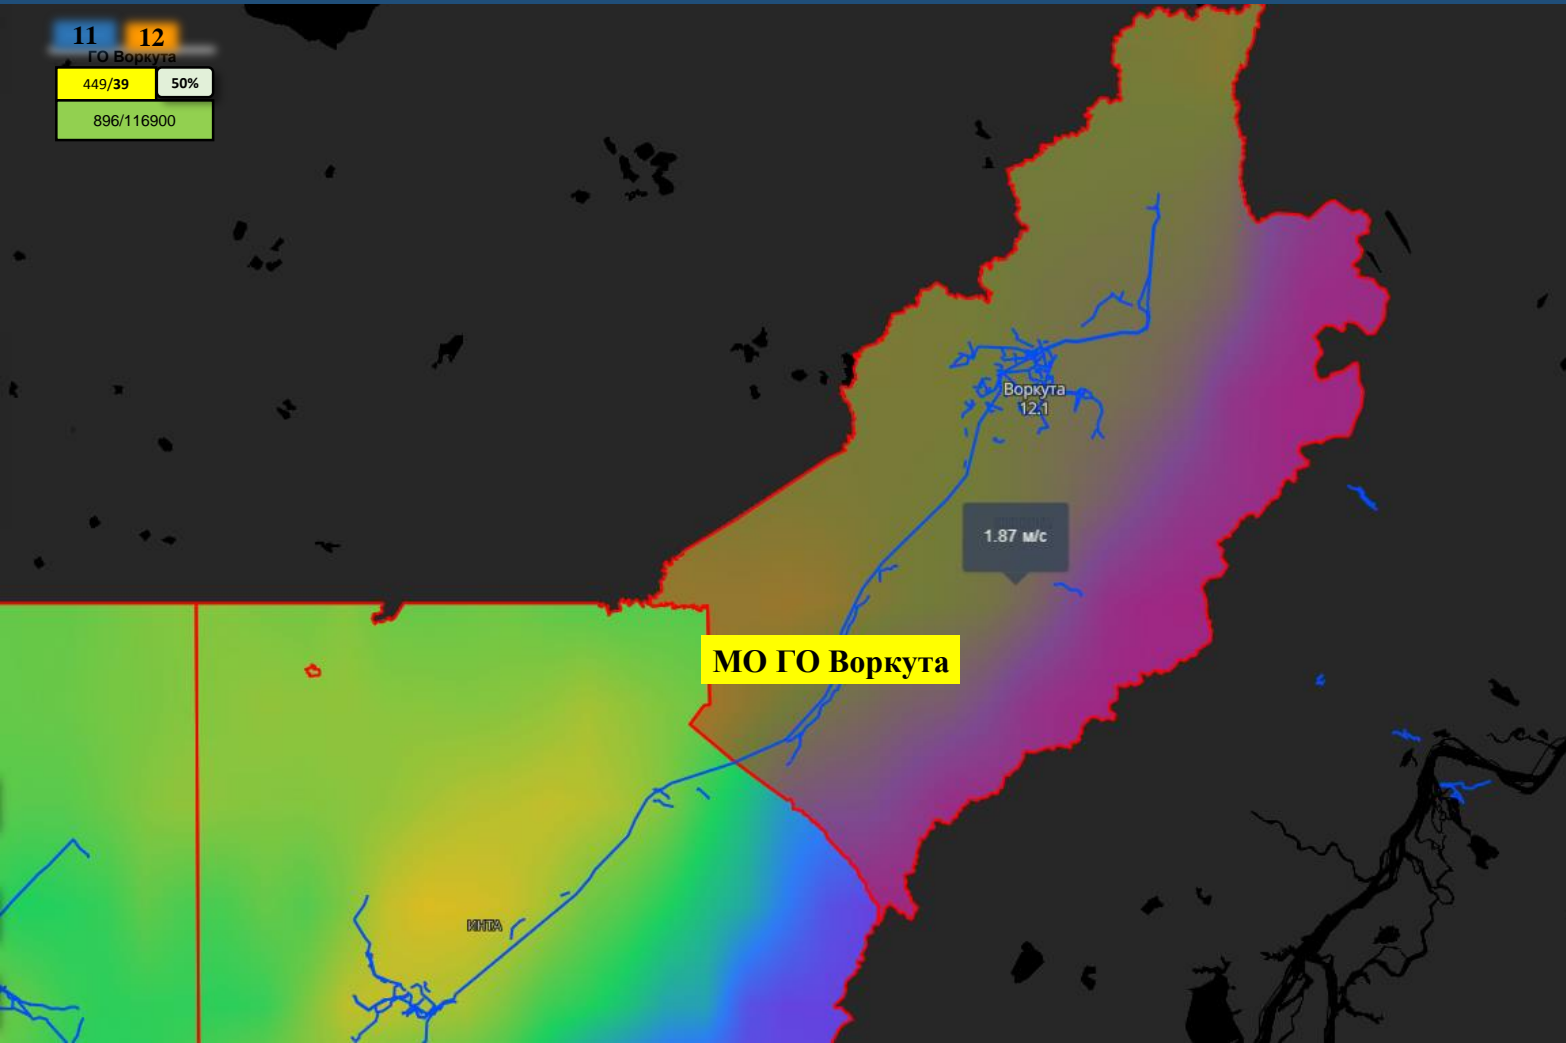 11 12
ГО Воркута
449/39 50%
896/116900
Воркута
12.1
1.87 м/с
МО ГО Воркута
ИНТА